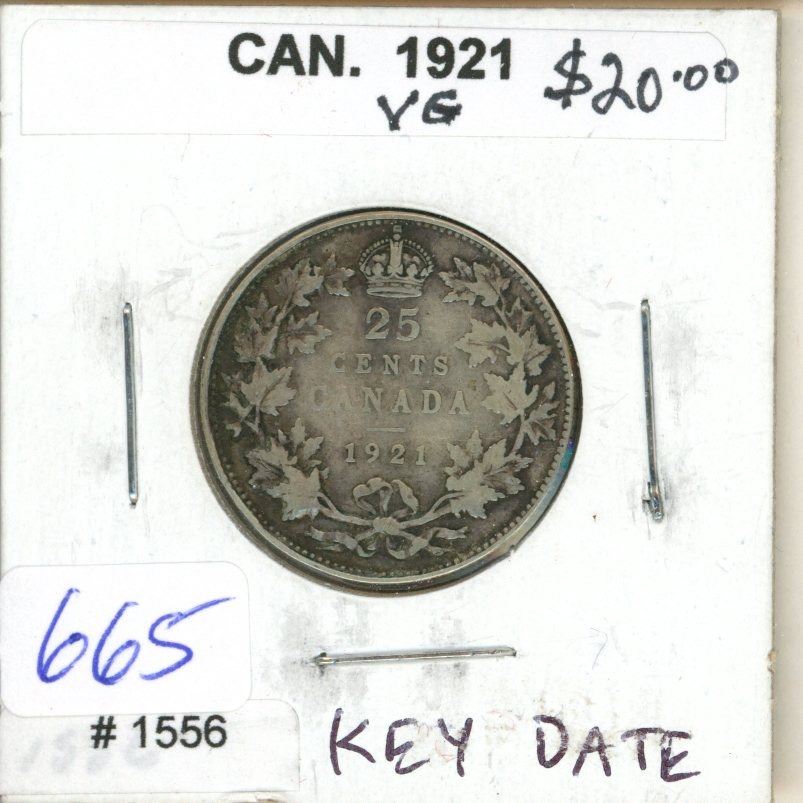 CAN. 1921 $20.00
VG
25
CENTS
CANADA
1921
665
# 1556
KEY DATE